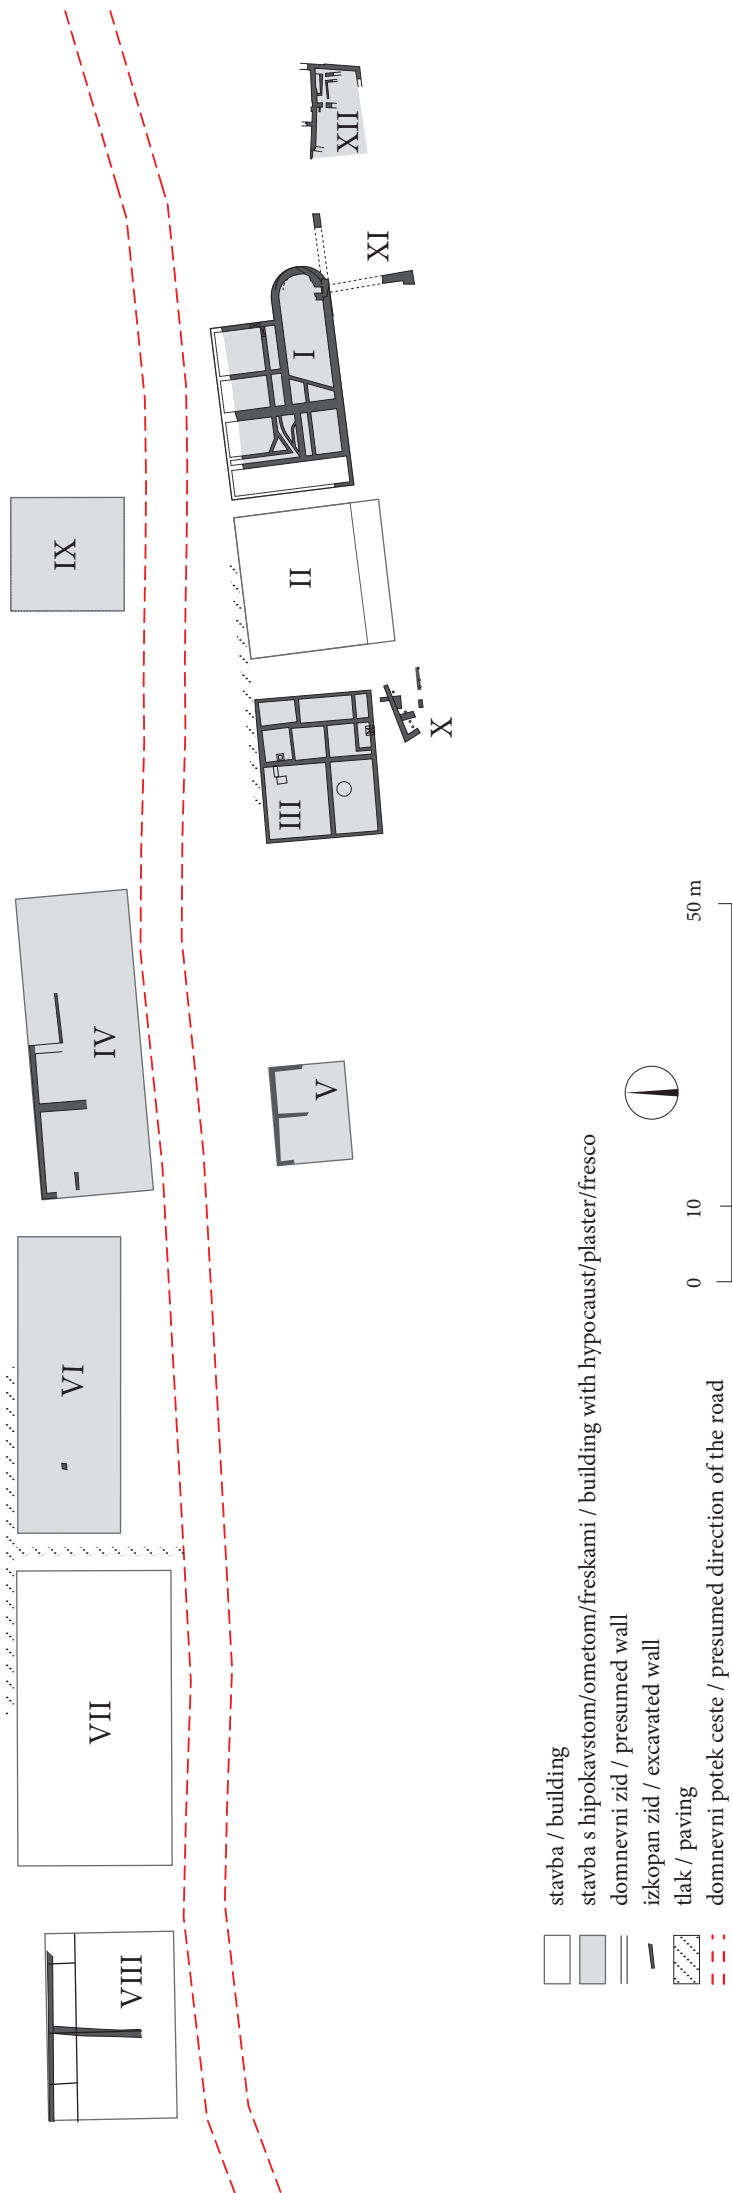 VIII
VII
VI
IV
IX
V
III
X
II
I
XI
XII
stavba / building
stavba s hipokavstom/ometom/freskami / building with hypocaust/plaster/fresco
domnevni zid / presumed wall
izkopan zid / excavated wall
tlak / paving
domnevni potek ceste / presumed direction of the road
0 10 50 m